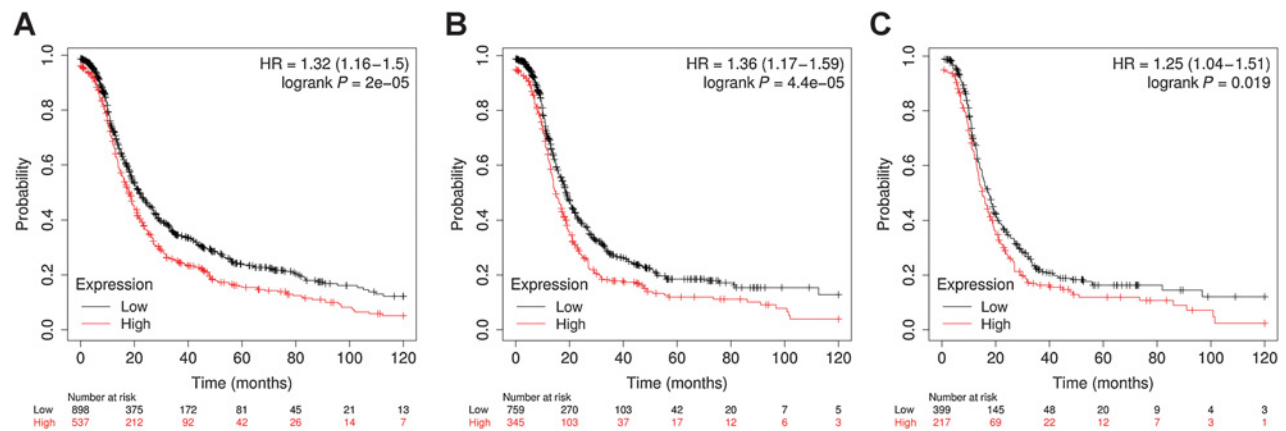 A
HR = 1.32 (1.16−1.5)
logrank P = 2e−05
Probability
1.0
0.8
0.6
0.4
0.2
0.0
Expression
Low
High
0 20 40 60 80 100 120
Time (months)
Number at risk
Low 898 375 172 81 45 21 13
High 537 212 92 42 26 14 7
B
HR = 1.36 (1.17−1.59)
logrank P = 4.4e−05
Probability
1.0
0.8
0.6
0.4
0.2
0.0
Expression
Low
High
0 20 40 60 80 100 120
Time (months)
Number at risk
Low 759 270 103 42 20 7 5
High 345 103 37 17 12 6 3
C
HR = 1.25 (1.04−1.51)
logrank P = 0.019
Probability
1.0
0.8
0.6
0.4
0.2
0.0
Expression
Low
High
0 20 40 60 80 100 120
Time (months)
Number at risk
Low 399 145 48 20 9 4 3
High 217 69 22 12 7 3 1